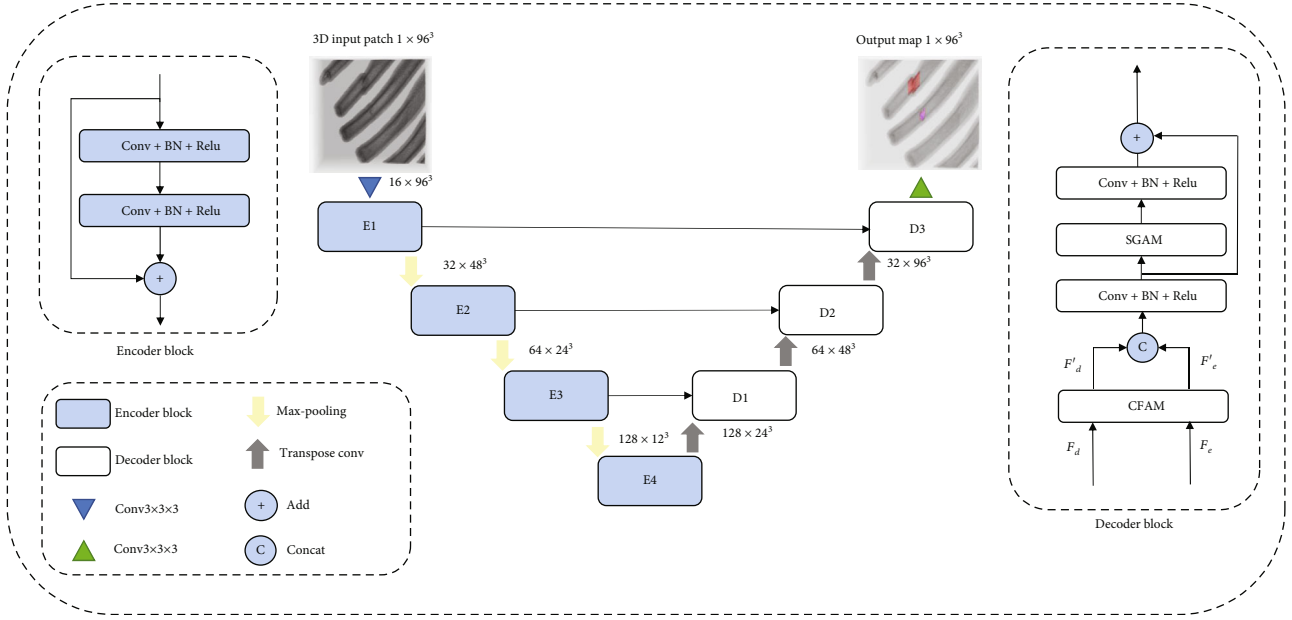 3D input patch 1 × 96³
Output map 1 × 96³
Conv + BN + Relu
Conv + BN + Relu
+
Encoder block
16 × 96³
E1
32 × 48³
E2
64 × 24³
E3
128 × 12³
E4
D1
128 × 24³
D2
64 × 48³
D3
32 × 96³
Encoder block
Decoder block
Conv3×3×3
Conv3×3×3
Max-pooling
Transpose conv
+ Add
C Concat
+
Conv + BN + Relu
SGAM
Conv + BN + Relu
C
F′d F′e
CFAM
Fd Fe
Decoder block